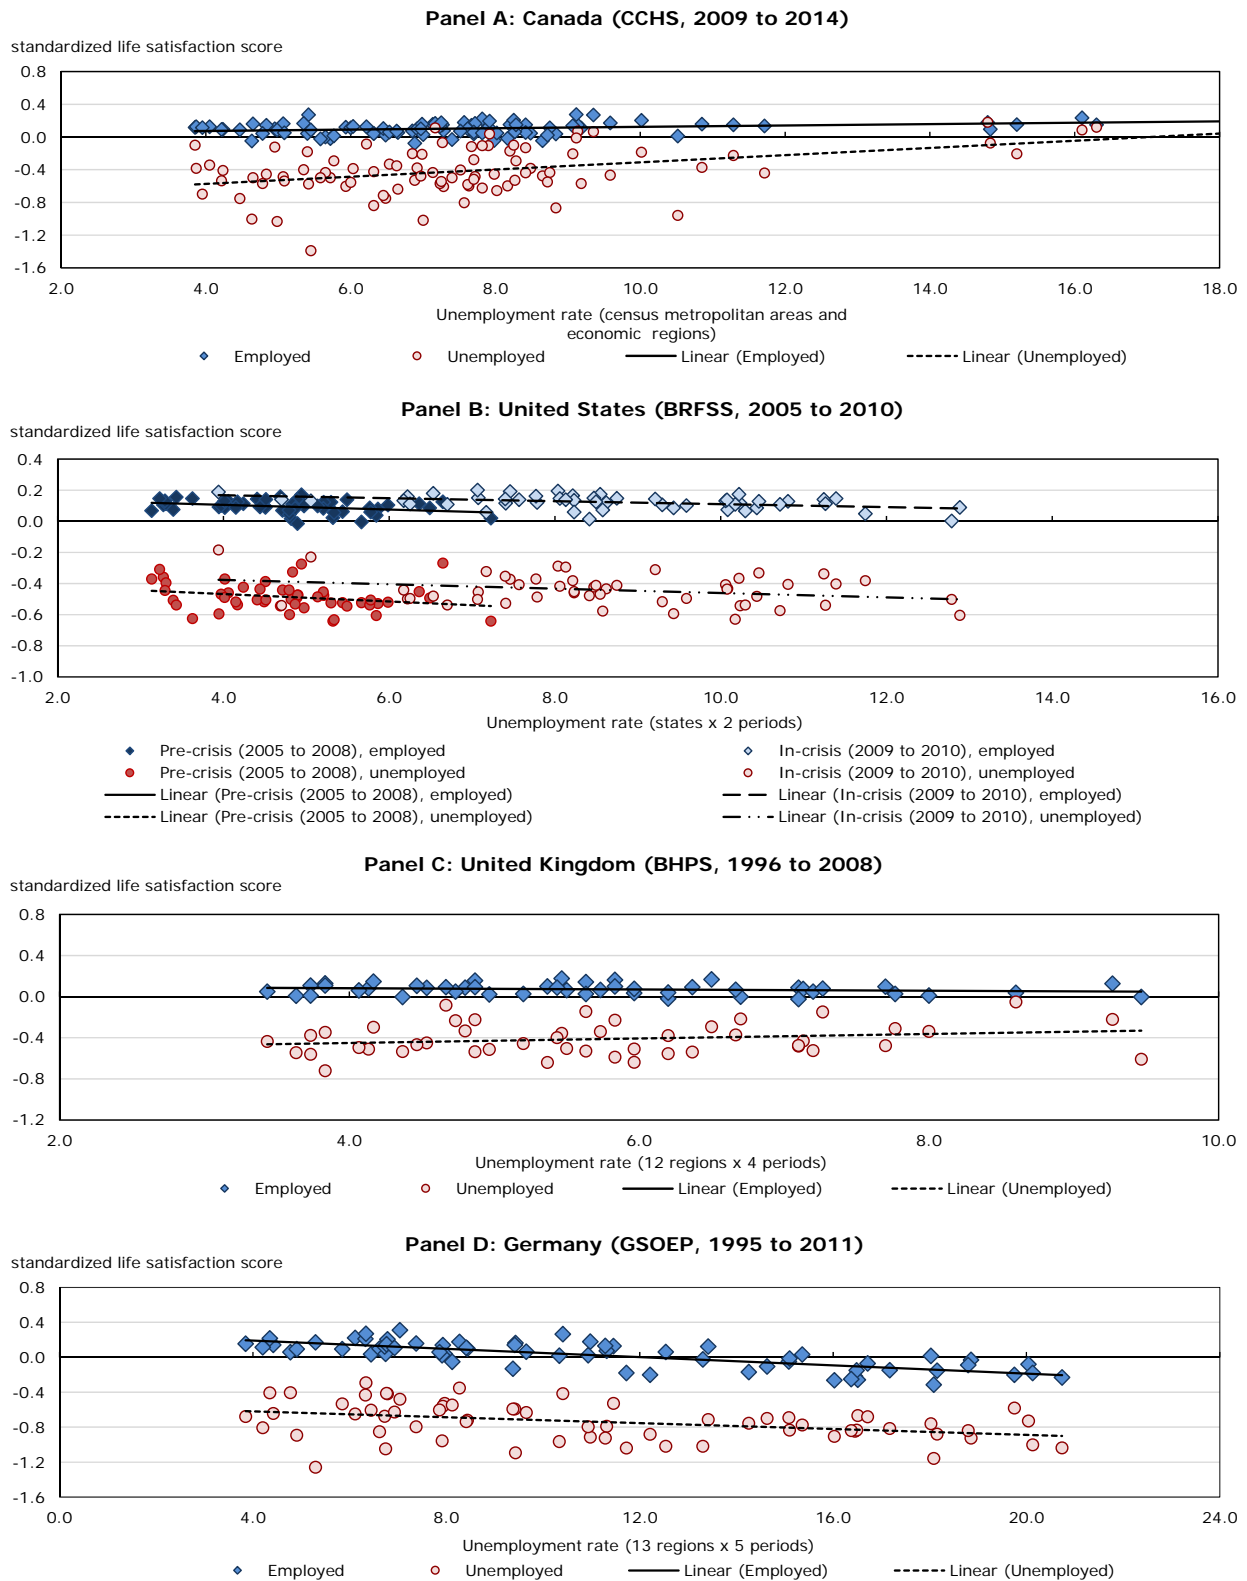 Panel A: Canada (CCHS, 2009 to 2014)
standardized life satisfaction score
0.8
0.4
0.0
-0.4
-0.8
-1.2
-1.6
2.0 4.0 6.0 8.0 10.0 12.0 14.0 16.0 18.0
Unemployment rate (census metropolitan areas and
economic regions)
Employed Unemployed Linear (Employed) Linear (Unemployed)
Panel B: United States (BRFSS, 2005 to 2010)
standardized life satisfaction score
0.4
0.2
0.0
-0.2
-0.4
-0.6
-0.8
-1.0
2.0 4.0 6.0 8.0 10.0 12.0 14.0 16.0
Unemployment rate (states x 2 periods)
Pre-crisis (2005 to 2008), employed In-crisis (2009 to 2010), employed
Pre-crisis (2005 to 2008), unemployed In-crisis (2009 to 2010), unemployed
Linear (Pre-crisis (2005 to 2008), employed) Linear (In-crisis (2009 to 2010), employed)
Linear (Pre-crisis (2005 to 2008), unemployed) Linear (In-crisis (2009 to 2010), unemployed)
Panel C: United Kingdom (BHPS, 1996 to 2008)
standardized life satisfaction score
0.8
0.4
0.0
-0.4
-0.8
-1.2
2.0 4.0 6.0 8.0 10.0
Unemployment rate (12 regions x 4 periods)
Employed Unemployed Linear (Employed) Linear (Unemployed)
Panel D: Germany (GSOEP, 1995 to 2011)
standardized life satisfaction score
0.8
0.4
0.0
-0.4
-0.8
-1.2
-1.6
0.0 4.0 8.0 12.0 16.0 20.0 24.0
Unemployment rate (13 regions x 5 periods)
Employed Unemployed Linear (Employed) Linear (Unemployed)